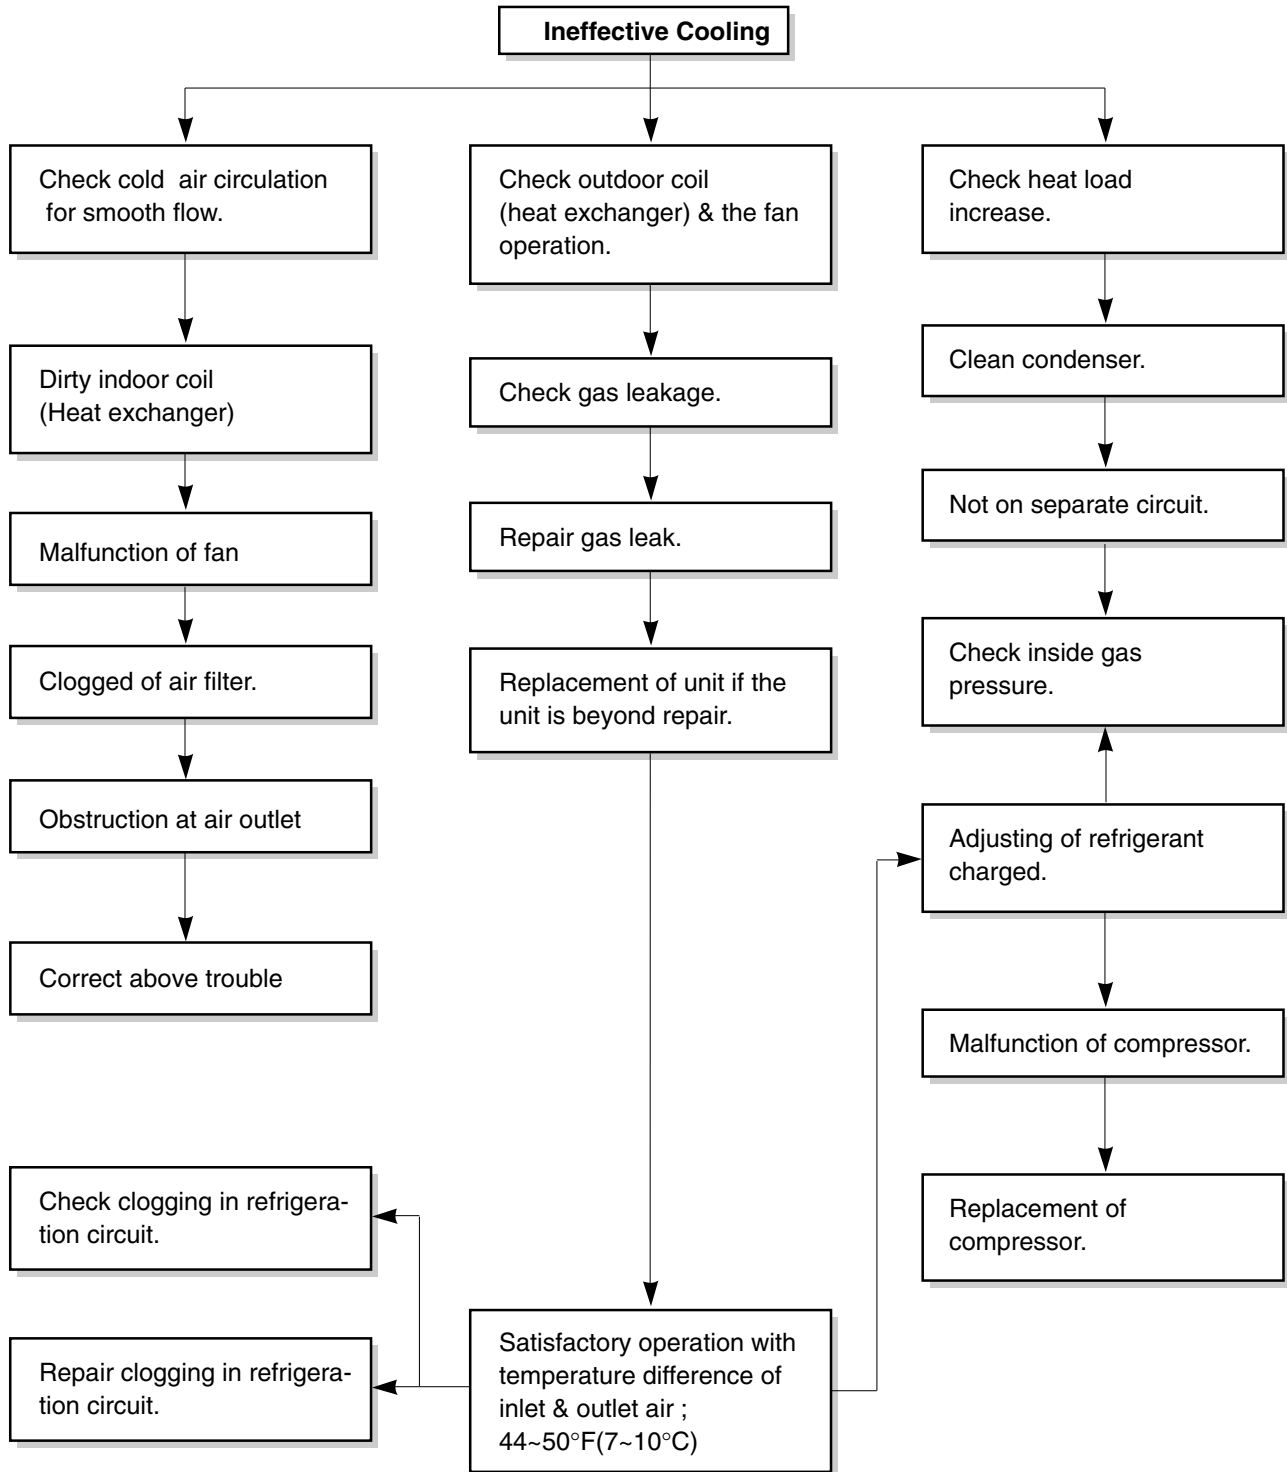 Ineffective Cooling
Check cold air circulation
for smooth flow.
Dirty indoor coil
(Heat exchanger)
Malfunction of fan
Clogged of air filter.
Obstruction at air outlet
Correct above trouble
Check outdoor coil
(heat exchanger) & the fan
operation.
Check gas leakage.
Repair gas leak.
Replacement of unit if the
unit is beyond repair.
Satisfactory operation with
temperature difference of
inlet & outlet air ;
44~50°F(7~10°C)
Check clogging in refrigera-
tion circuit.
Repair clogging in refrigera-
tion circuit.
Check heat load
increase.
Clean condenser.
Not on separate circuit.
Check inside gas
pressure.
Adjusting of refrigerant
charged.
Malfunction of compressor.
Replacement of
compressor.